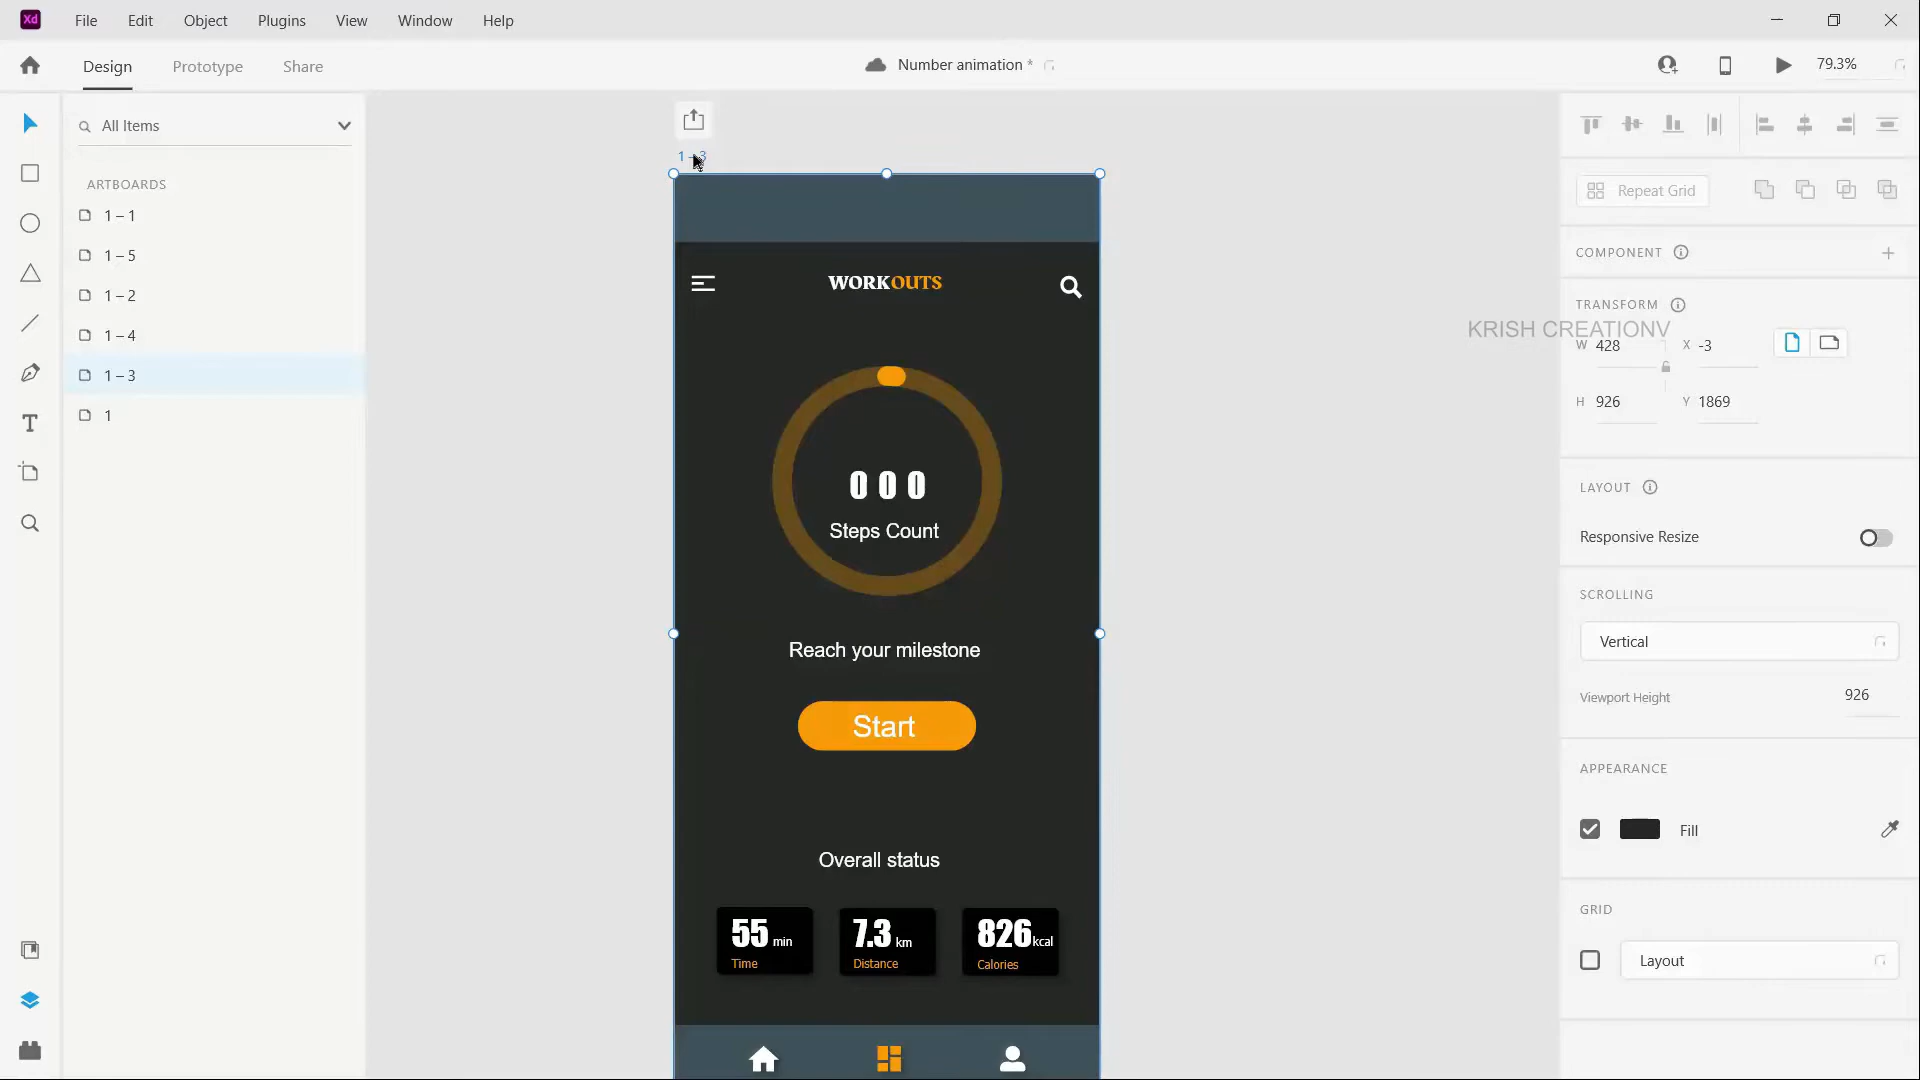 Xd File Edit Object Plugins View Window Help
Design Prototype Share Number animation * 79.3%
All Items
ARTBOARDS
1 – 1
1 – 5
1 – 2
1 – 4
1 – 3
1
1 – 3
WORKOUTS
0 0 0
Steps Count
Reach your milestone
Start
Overall status
55 min
Time
7.3 km
Distance
826 kcal
Calories
Repeat Grid
COMPONENT
TRANSFORM
KRISH CREATIONV
W 428 X -3
H 926 Y 1869
LAYOUT
Responsive Resize
SCROLLING
Vertical
Viewport Height 926
APPEARANCE
Fill
GRID
Layout